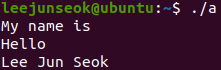 leejunseok@ubuntu:~$ ./a
My name is
Hello
Lee Jun Seok